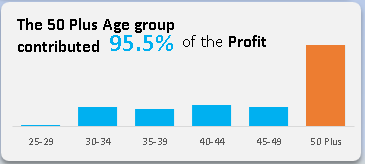 The 50 Plus Age group
contributed 95.5% of the Profit
25-29 30-34 35-39 40-44 45-49 50 Plus